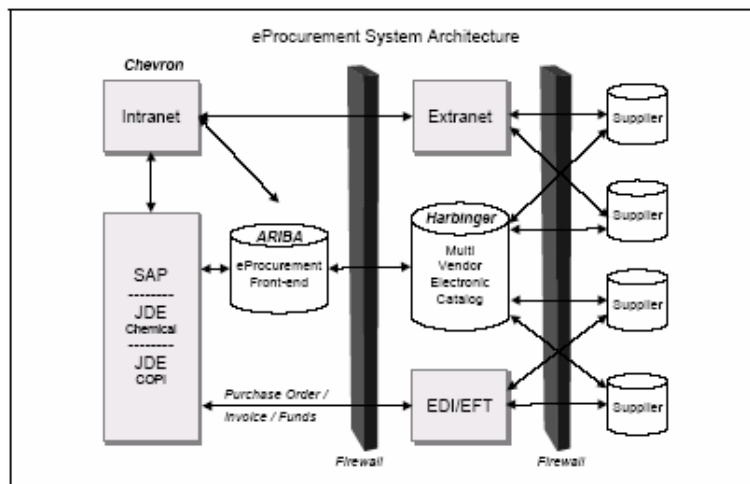 eProcurement System Architecture
Chevron
Intranet
Extranet
Supplier
Supplier
ARIBA
eProcurement
Front-end
Harbinger
Multi
Vendor
Electronic
Catalog
SAP
--------
JDE
Chemical
--------
JDE
COPI
Supplier
Purchase Order /
Invoice / Funds
EDI/EFT
Supplier
Firewall
Firewall